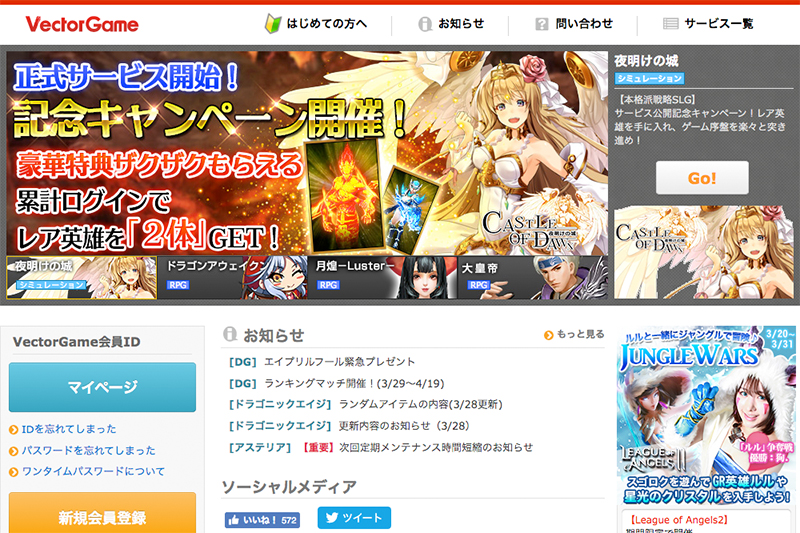 VectorGame
はじめての方へ
お知らせ
問い合わせ
サービス一覧
正式サービス開始！
記念キャンペーン開催！
豪華特典ザクザクもらえる
累計ログインで
レア英雄を「２体」GET！
CASTLE OF DAWN
夜明けの城
夜明けの城
シミュレーション
ドラゴンアウェイクン
RPG
月煌ーLusterー
RPG
大皇帝
RPG
夜明けの城
シミュレーション
【本格派戦略SLG】
サービス公開記念キャンペーン！レア英
雄を手に入れ、ゲーム序盤を楽々と突き
進め！
Go!
CASTLE OF DAWN
VectorGame会員ID
マイページ
IDを忘れてしまった
パスワードを忘れてしまった
ワンタイムパスワードについて
新規会員登録
お知らせ
もっと見る
[DG] エイプリルフール緊急プレゼント
[DG] ランキングマッチ開催！(3/29～4/19)
[ドラゴニックエイジ] ランダムアイテムの内容(3/28更新)
[ドラゴニックエイジ] 更新内容のお知らせ（3/28）
[アステリア] 【重要】次回定期メンテナンス時間短縮のお知らせ
ソーシャルメディア
いいね！ 572
ツイート
ルルと一緒にジャングルで冒険♪
3/20～
3/31
JUNGLE WARS
「ルル」争奪戦
優勝：狗.
LEAGUE OF ANGELS II
スゴロクを遊んでGR英雄ルルや
星光のクリスタルを入手しよう！
【League of Angels2】